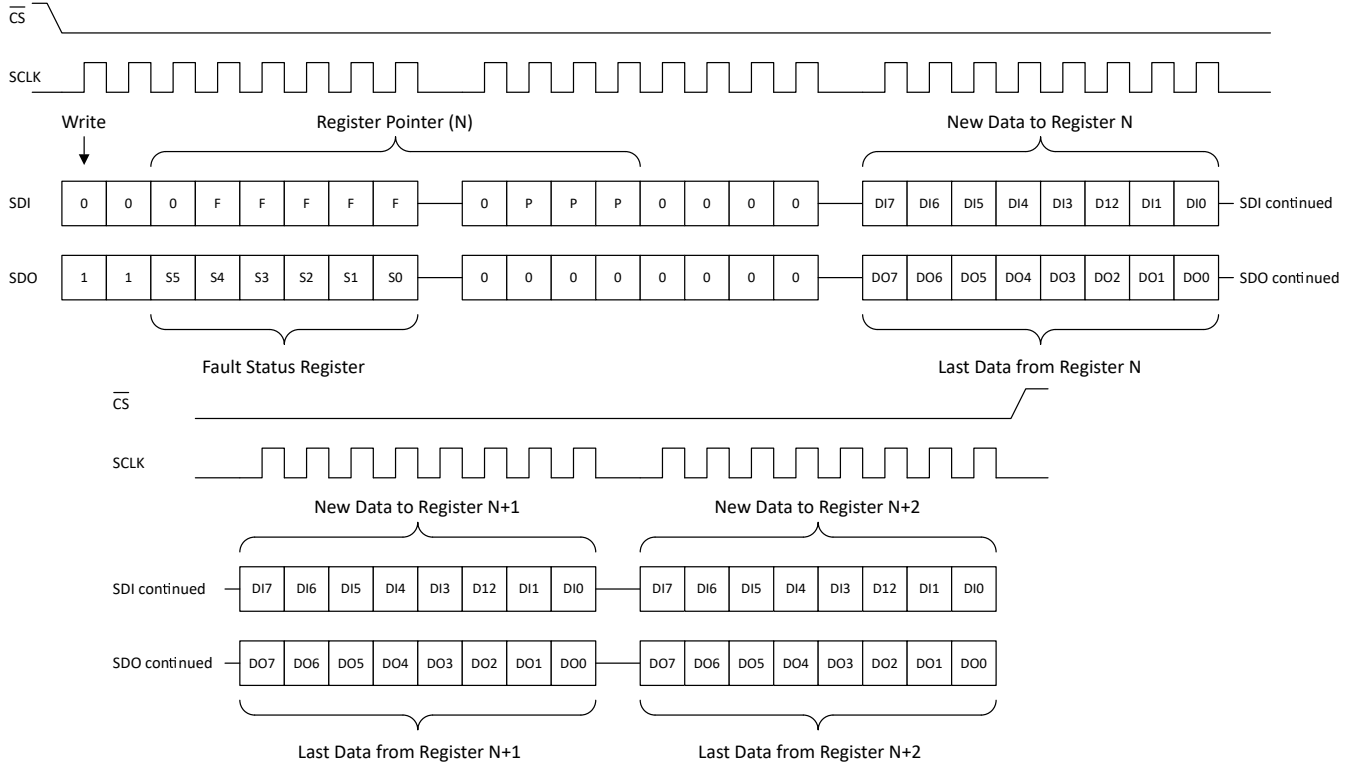 CS
SCLK
Write
Register Pointer (N)
New Data to Register N
SDI 0 0 0 F F F F F 0 P P P 0 0 0 0 DI7 DI6 DI5 DI4 DI3 D12 DI1 DI0 SDI continued
SDO 1 1 S5 S4 S3 S2 S1 S0 0 0 0 0 0 0 0 0 DO7 DO6 DO5 DO4 DO3 DO2 DO1 DO0 SDO continued
Fault Status Register
Last Data from Register N
CS
SCLK
New Data to Register N+1
New Data to Register N+2
SDI continued DI7 DI6 DI5 DI4 DI3 D12 DI1 DI0 DI7 DI6 DI5 DI4 DI3 D12 DI1 DI0
SDO continued DO7 DO6 DO5 DO4 DO3 DO2 DO1 DO0 DO7 DO6 DO5 DO4 DO3 DO2 DO1 DO0
Last Data from Register N+1
Last Data from Register N+2